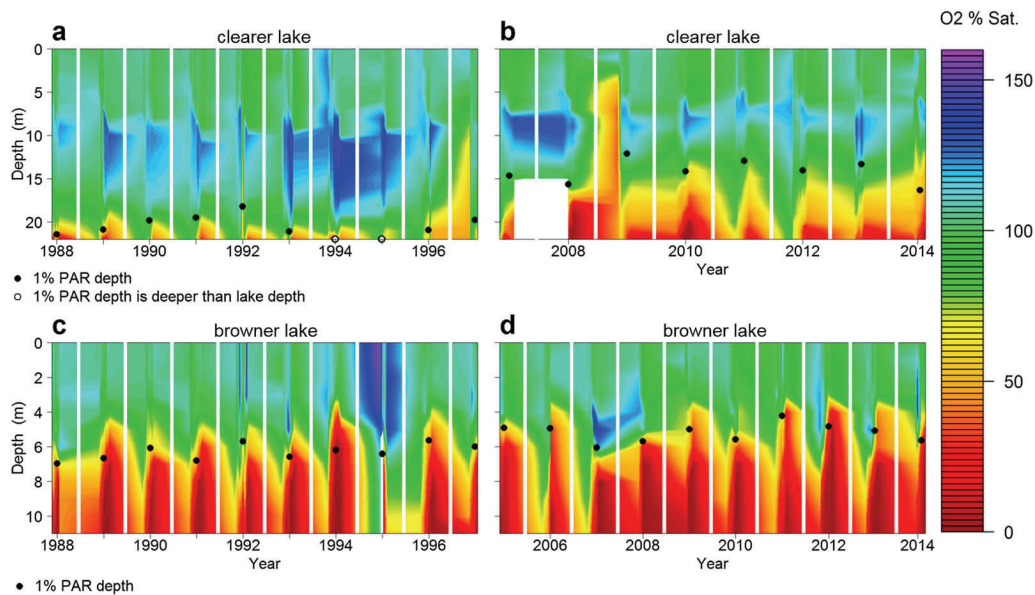 O2 % Sat.
a
clearer lake
b
clearer lake
0
5
10
15
20
Depth (m)
1988
1990
1992
1994
1996
Year
2008
2010
2012
2014
Year
● 1% PAR depth
○ 1% PAR depth is deeper than lake depth
150
100
50
0
c
browner lake
d
browner lake
0
2
4
6
8
10
Depth (m)
1988
1990
1992
1994
1996
Year
2006
2008
2010
2012
2014
Year
● 1% PAR depth